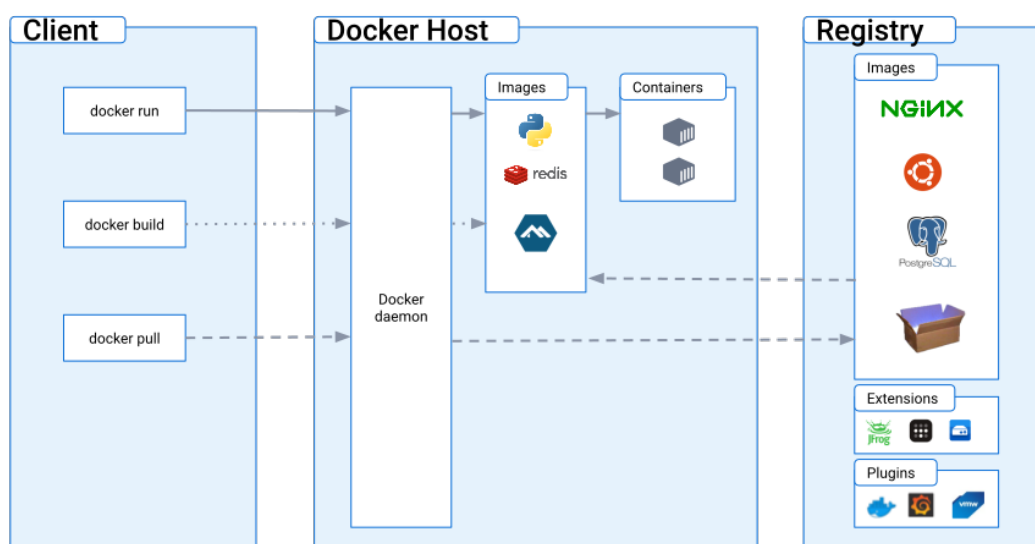 Client
Docker Host
Registry
docker run
docker build
docker pull
Docker
daemon
Images
redis
Containers
Images
NGINX
PostgreSQL
Extensions
JFrog
Plugins
vmw